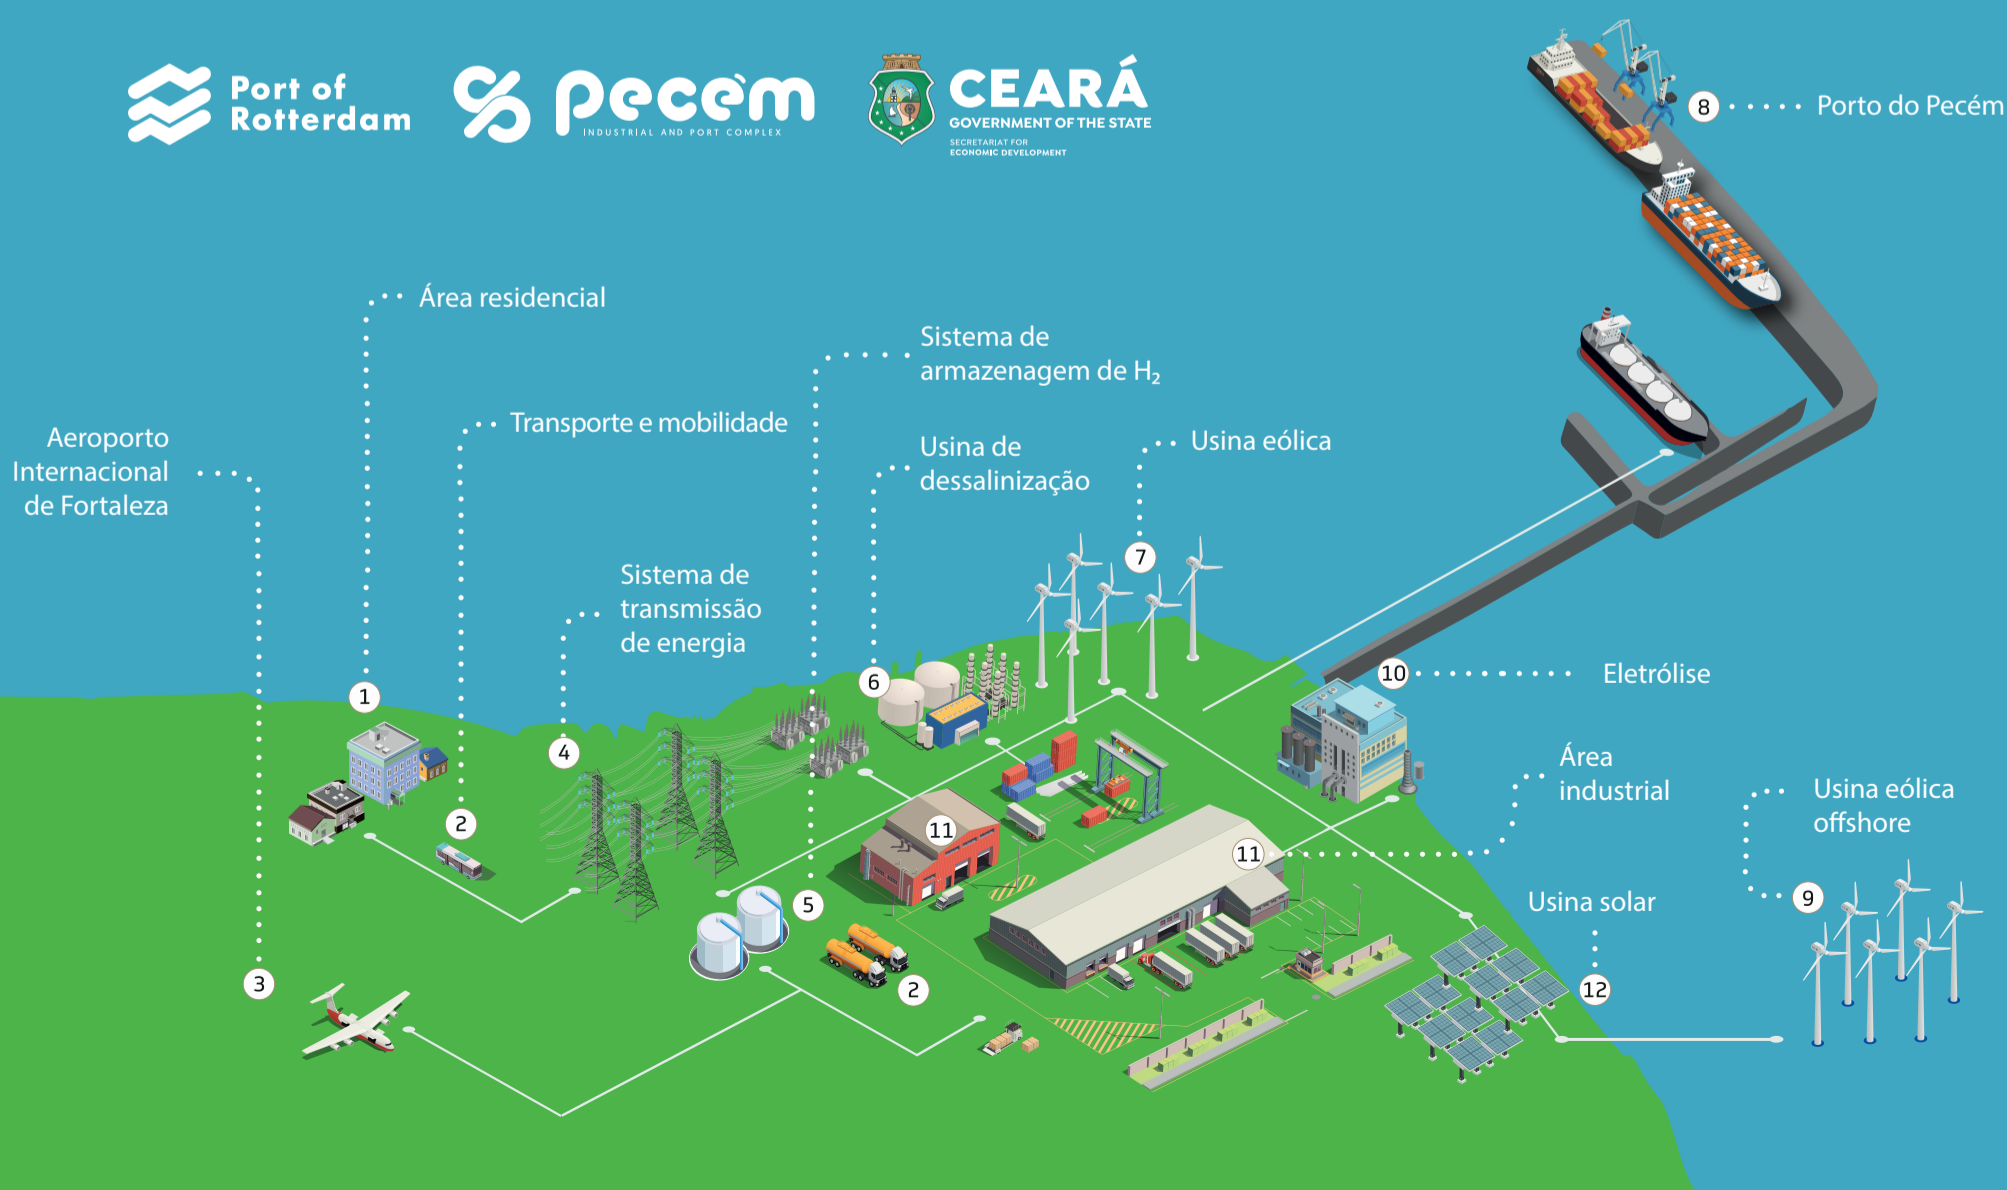 Port of
Rotterdam
Pecém
INDUSTRIAL AND PORT COMPLEX
CEARÁ
GOVERNMENT OF THE STATE
SECRETARIAT FOR
ECONOMIC DEVELOPMENT
8
Porto do Pecém
Área residencial
Sistema de
armazenagem de H₂
Transporte e mobilidade
Aeroporto
Internacional
de Fortaleza
Usina de
dessalinização
Usina eólica
Sistema de
transmissão
de energia
7
6
10
Eletrólise
1
4
Área
industrial
Usina eólica
offshore
2
11
11
5
Usina solar
9
3
2
12